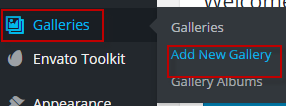 Galleries
Envato Toolkit
Appearance
Galleries
Add New Gallery
Gallery Albums